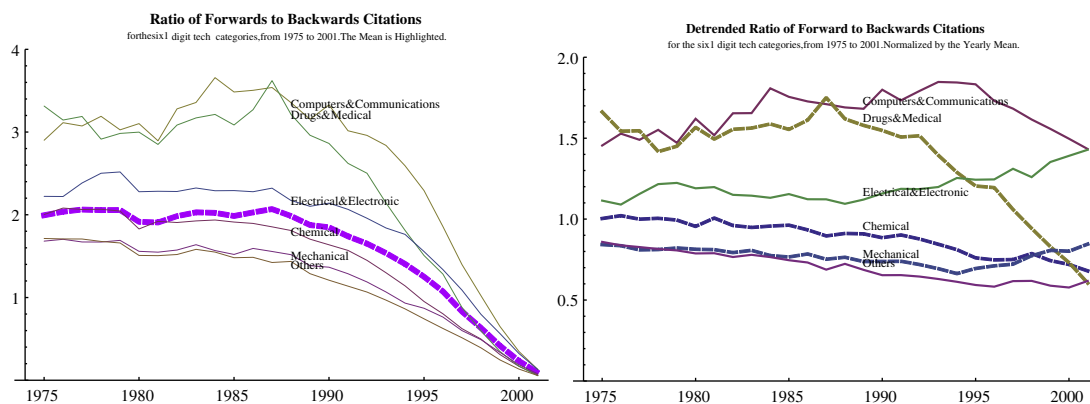 Ratio of Forwards to Backwards Citations
forthesix1 digit tech categories,from 1975 to 2001.The Mean is Highlighted.
4
3
2
1
Computers&Communications
Drugs&Medical
Electrical&Electronic
Chemical
Mechanical
Others
1975 1980 1985 1990 1995 2000
Detrended Ratio of Forward to Backwards Citations
for the six1 digit tech categories,from 1975 to 2001.Normalized by the Yearly Mean.
2.0
1.5
1.0
0.5
Computers&Communications
Drugs&Medical
Electrical&Electronic
Chemical
Mechanical
Others
1975 1980 1985 1990 1995 2000